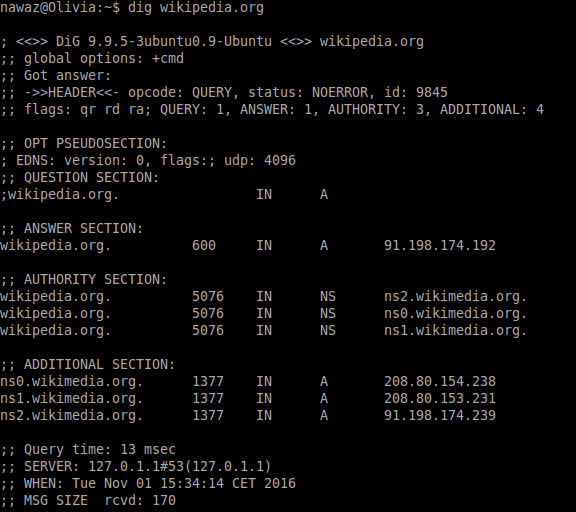 nawaz@Olivia:~$ dig wikipedia.org
; <<>> DiG 9.9.5-3ubuntu0.9-Ubuntu <<>> wikipedia.org
;; global options: +cmd
;; Got answer:
;; ->>HEADER<<- opcode: QUERY, status: NOERROR, id: 9845
;; flags: qr rd ra; QUERY: 1, ANSWER: 1, AUTHORITY: 3, ADDITIONAL: 4
;; OPT PSEUDOSECTION:
; EDNS: version: 0, flags:; udp: 4096
;; QUESTION SECTION:
;wikipedia.org. IN A
;; ANSWER SECTION:
wikipedia.org. 600 IN A 91.198.174.192
;; AUTHORITY SECTION:
wikipedia.org. 5076 IN NS ns2.wikimedia.org.
wikipedia.org. 5076 IN NS ns0.wikimedia.org.
wikipedia.org. 5076 IN NS ns1.wikimedia.org.
;; ADDITIONAL SECTION:
ns0.wikimedia.org. 1377 IN A 208.80.154.238
ns1.wikimedia.org. 1377 IN A 208.80.153.231
ns2.wikimedia.org. 1377 IN A 91.198.174.239
;; Query time: 13 msec
;; SERVER: 127.0.1.1#53(127.0.1.1)
;; WHEN: Tue Nov 01 15:34:14 CET 2016
;; MSG SIZE  rcvd: 170